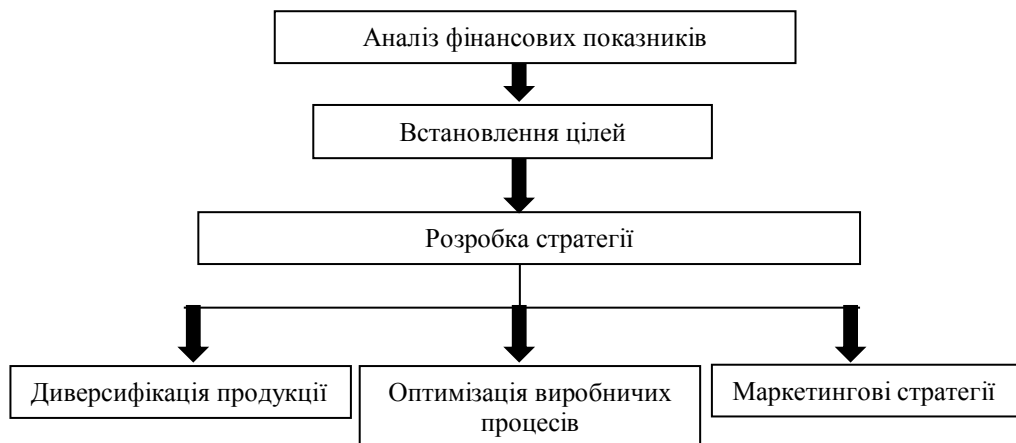 Аналіз фінансових показників
Встановлення цілей
Розробка стратегії
Диверсифікація продукції
Оптимізація виробничих
процесів
Маркетингові стратегії